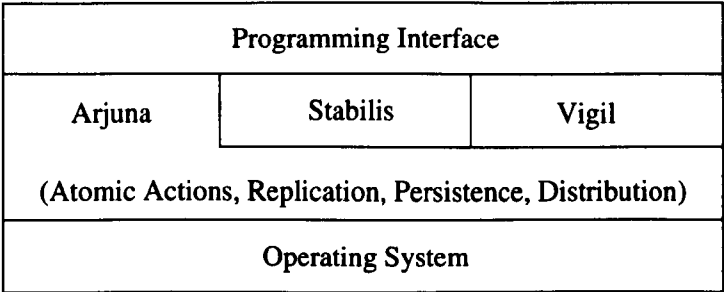 Programming Interface
Arjuna Stabilis Vigil
(Atomic Actions, Replication, Persistence, Distribution)
Operating System